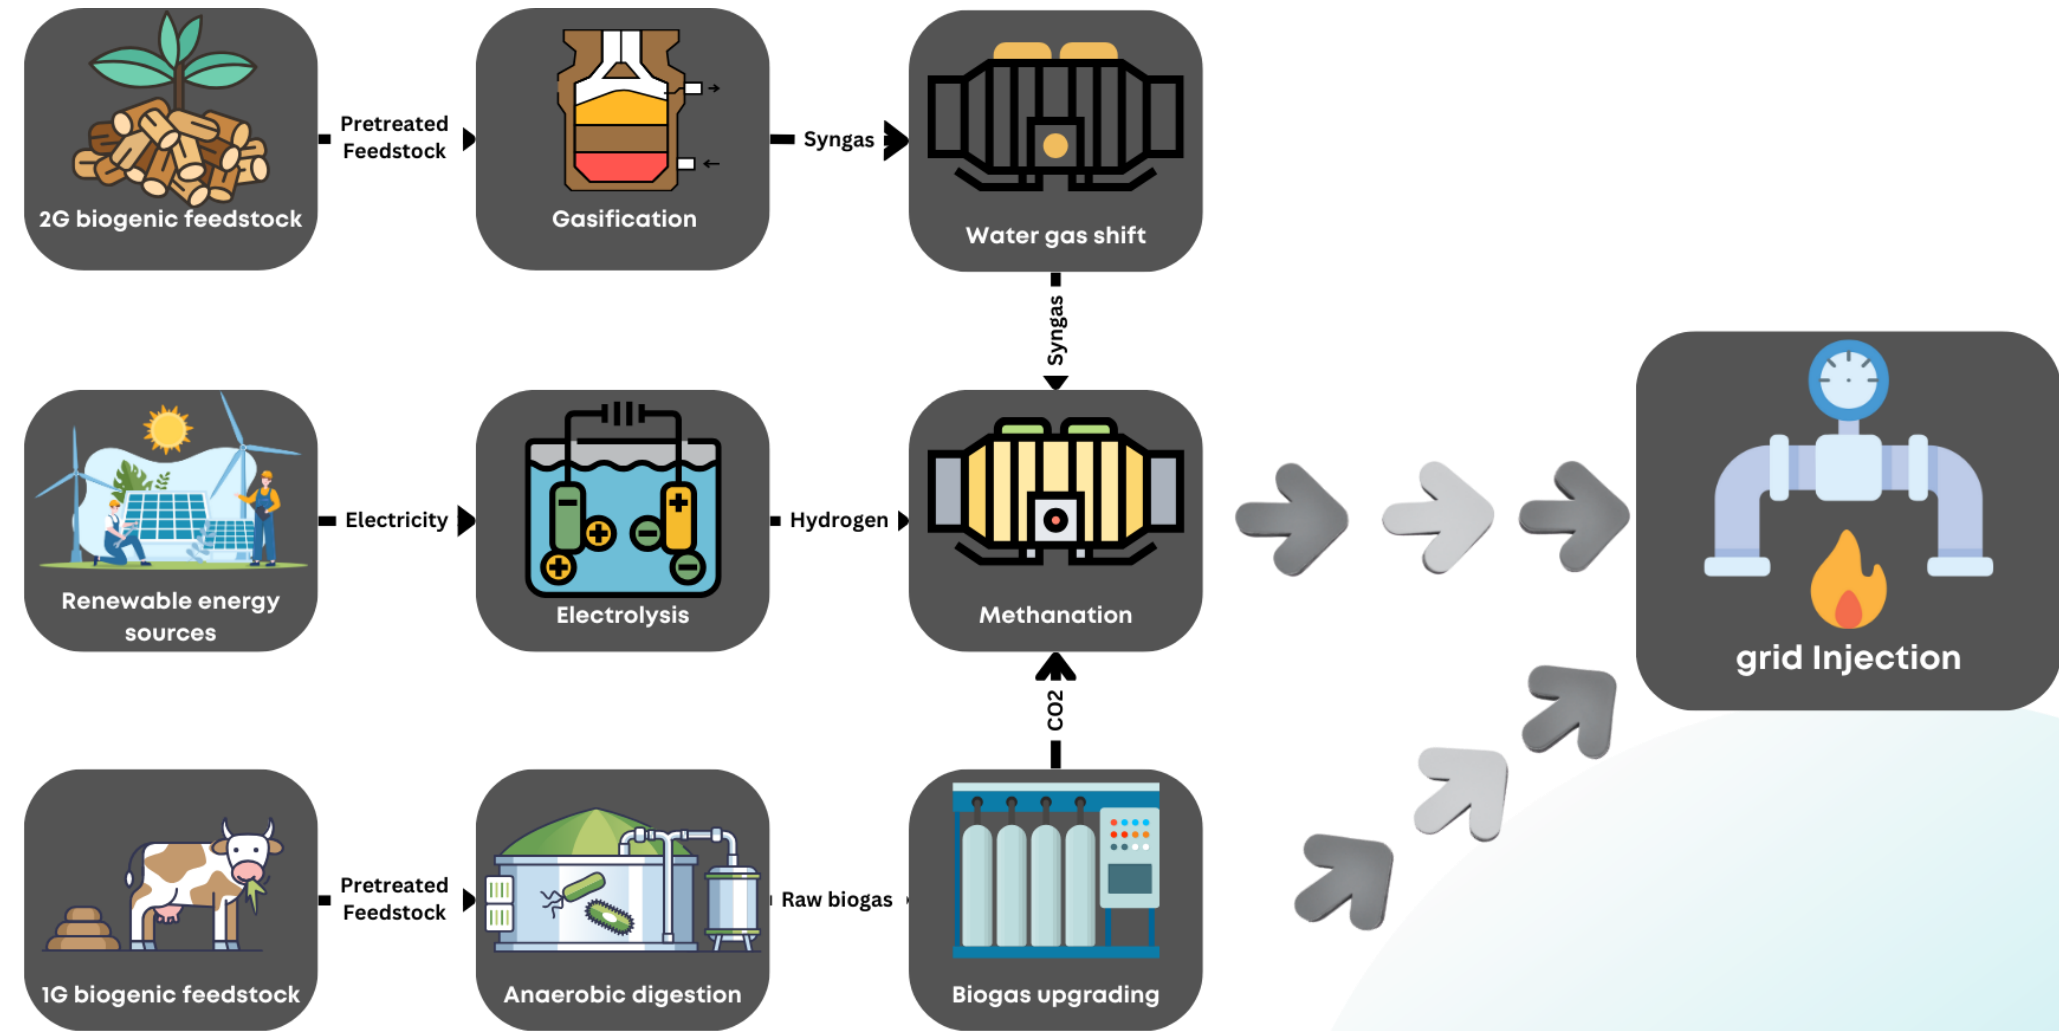 Pretreated
Feedstock
Syngas
2G biogenic feedstock
Gasification
Water gas shift
Syngas
Electricity
Hydrogen
Renewable energy
sources
Electrolysis
Methanation
grid Injection
CO2
Pretreated
Feedstock
Raw biogas
1G biogenic feedstock
Anaerobic digestion
Biogas upgrading